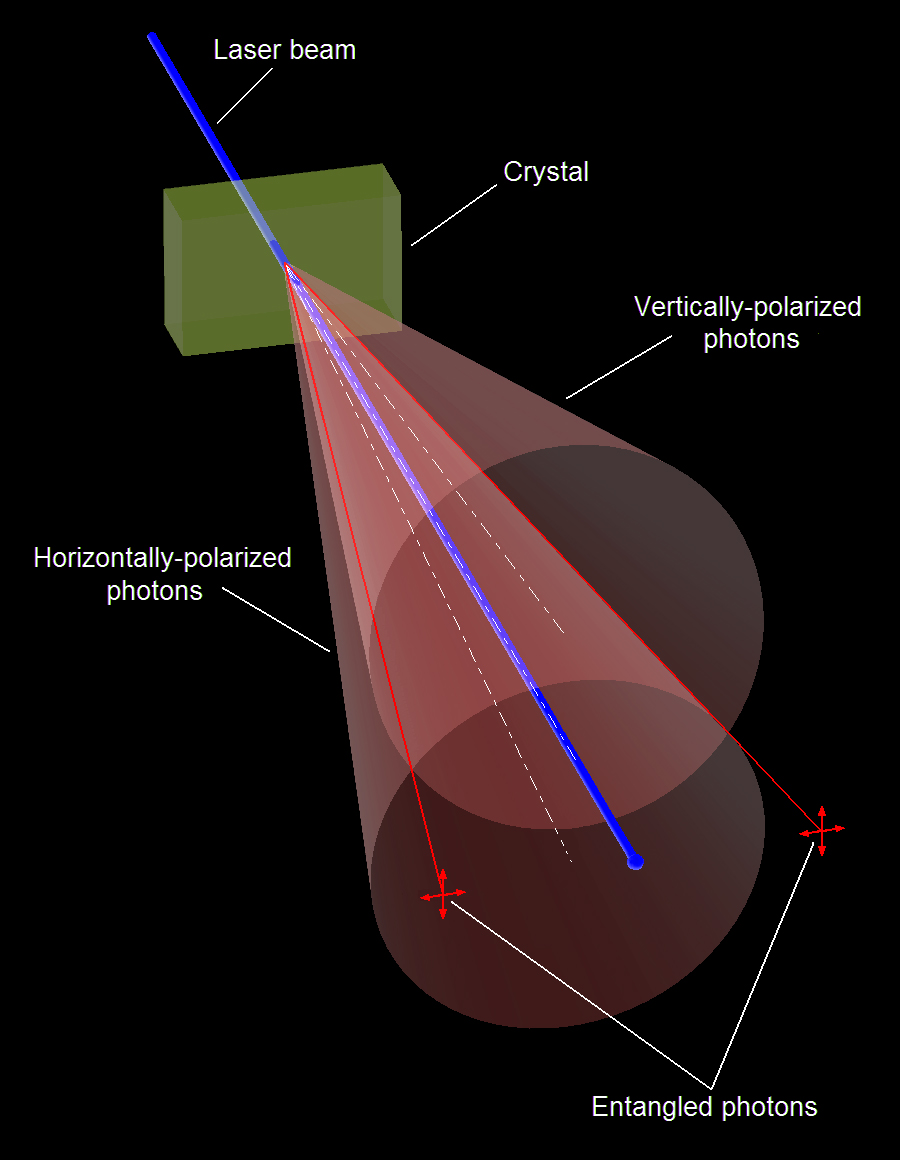 Laser beam
Crystal
Vertically-polarized
photons
Horizontally-polarized
photons
Entangled photons